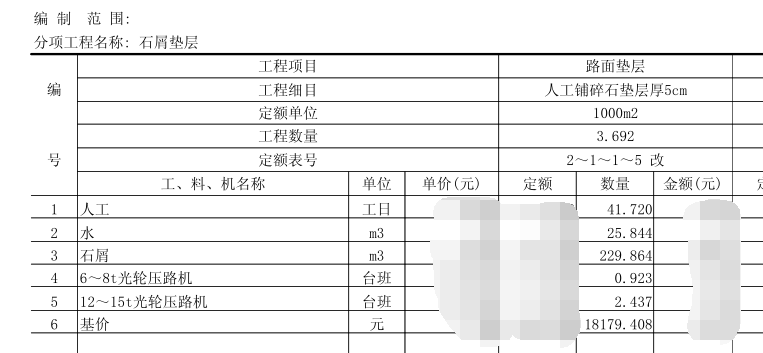 编 制 范 围:
分项工程名称: 石屑垫层
编 号
工程项目 路面垫层
工程细目 人工铺碎石垫层厚5cm
定额单位 1000m2
工程数量 3.692
定额表号 2～1～1～5 改
工、料、机名称 单位 单价(元) 定额 数量 金额(元)
1 人工 工日 41.720
2 水 m3 25.844
3 石屑 m3 229.864
4 6～8t光轮压路机 台班 0.923
5 12～15t光轮压路机 台班 2.437
6 基价 元 18179.408